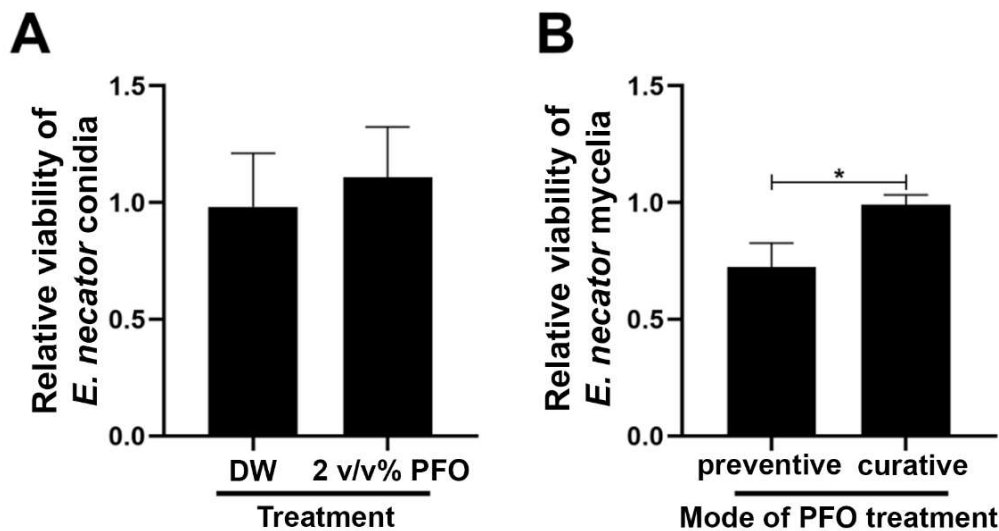 A
Relative viability of
E. necator conidia
1.5
1.0
0.5
0.0
DW 2 v/v% PFO
Treatment
B
Relative viability of
E. necator mycelia
1.5
1.0
0.5
0.0
*
preventive curative
Mode of PFO treatment